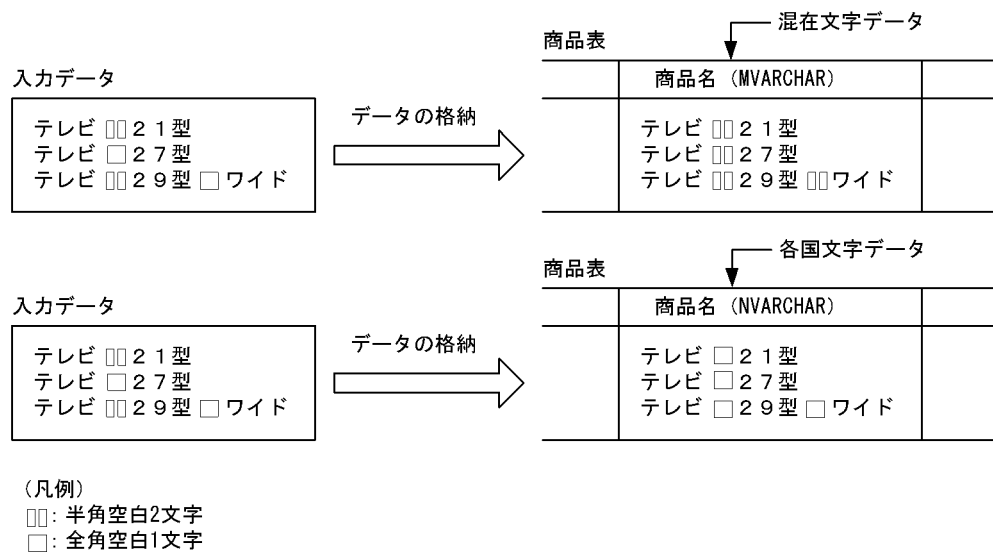 混在文字データ
商品表
入力データ
商品名（MVARCHAR）
データの格納
テレビ▯▯２１型
テレビ□２７型
テレビ▯▯２９型□ワイド
テレビ▯▯２１型
テレビ▯▯２７型
テレビ▯▯２９型▯▯ワイド
各国文字データ
商品表
入力データ
商品名（NVARCHAR）
データの格納
テレビ▯▯２１型
テレビ□２７型
テレビ▯▯２９型□ワイド
テレビ□２１型
テレビ□２７型
テレビ□２９型□ワイド
（凡例）
▯▯：半角空白2文字
□：全角空白1文字